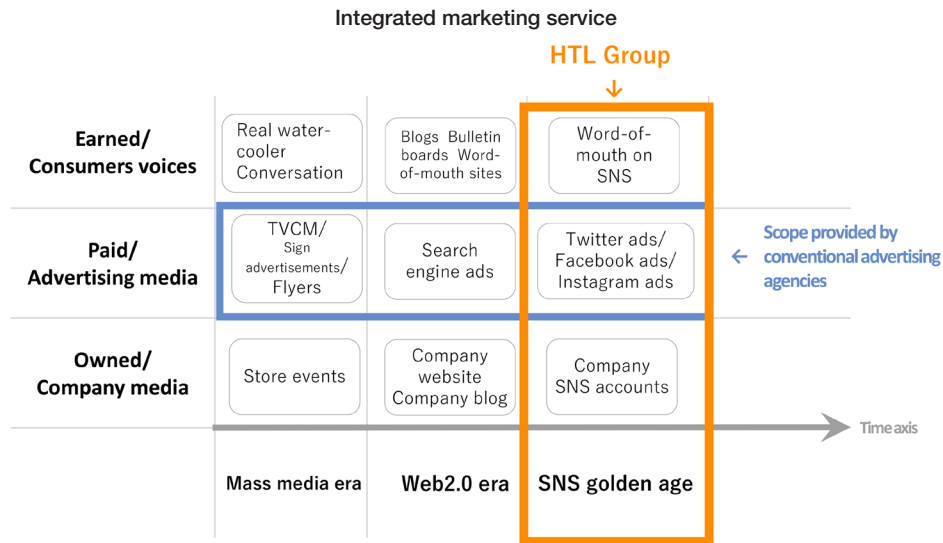 Integrated marketing service
HTL Group
↓
Earned/
Consumers voices
Real water-
cooler
Conversation
Blogs Bulletin
boards Word-
of-mouth sites
Word-of-
mouth on
SNS
Paid/
Advertising media
TVCM/
Sign
advertisements/
Flyers
Search
engine ads
Twitter ads/
Facebook ads/
Instagram ads
← Scope provided by
conventional advertising
agencies
Owned/
Company media
Store events
Company
website
Company blog
Company
SNS accounts
Time axis
Mass media era
Web2.0 era
SNS golden age